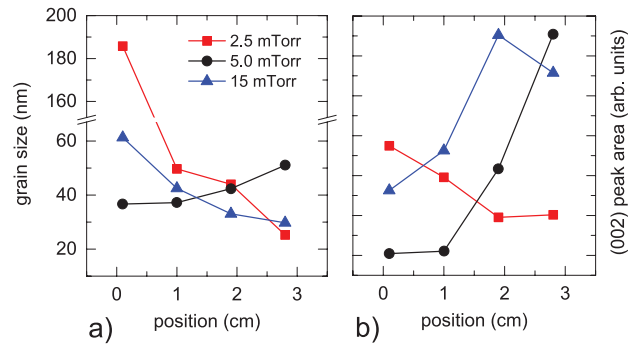 200
180
160
60
40
20
grain size (nm)
2.5 mTorr
5.0 mTorr
15 mTorr
0 1 2 3
position (cm)
a)
0 1 2 3
position (cm)
b)
(002) peak area (arb. units)